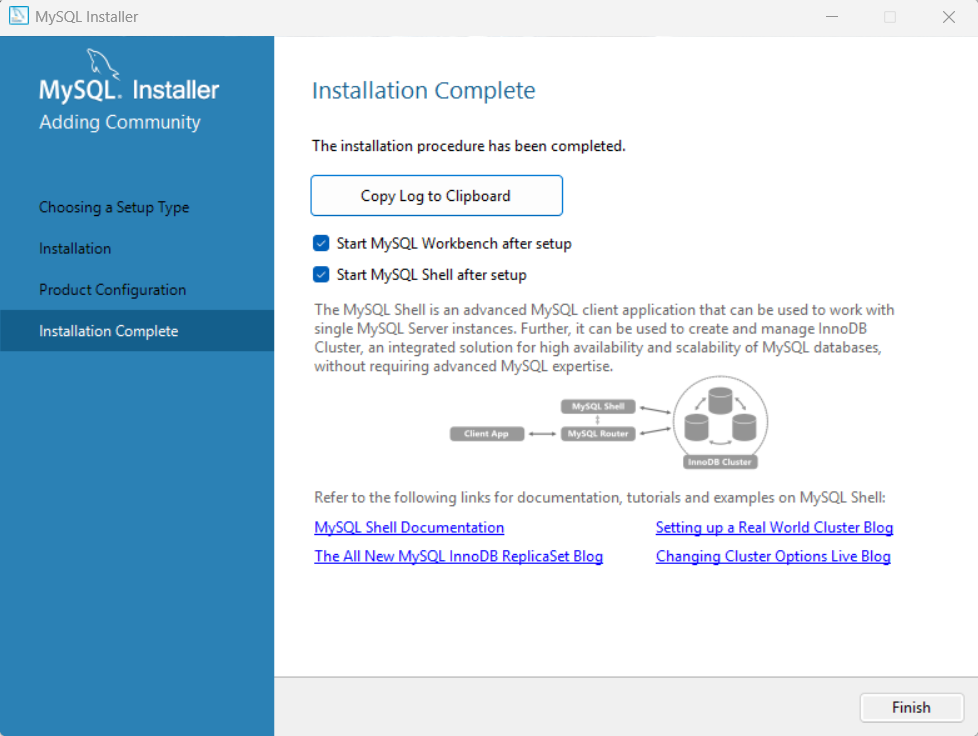 MySQL Installer
MySQL. Installer
Adding Community
Choosing a Setup Type
Installation
Product Configuration
Installation Complete
Installation Complete
The installation procedure has been completed.
Copy Log to Clipboard
Start MySQL Workbench after setup
Start MySQL Shell after setup
The MySQL Shell is an advanced MySQL client application that can be used to work with
single MySQL Server instances. Further, it can be used to create and manage InnoDB
Cluster, an integrated solution for high availability and scalability of MySQL databases,
without requiring advanced MySQL expertise.
MySQL Shell
Client App
MySQL Router
InnoDB Cluster
Refer to the following links for documentation, tutorials and examples on MySQL Shell:
MySQL Shell Documentation
Setting up a Real World Cluster Blog
The All New MySQL InnoDB ReplicaSet Blog
Changing Cluster Options Live Blog
Finish